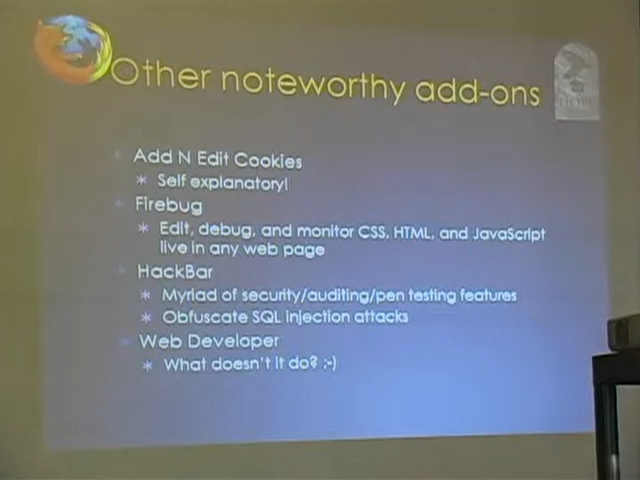 Other noteworthy add-ons
Add N Edit Cookies
* Self explanatory!
Firebug
* Edit, debug, and monitor CSS, HTML, and JavaScript
live in any web page
HackBar
* Myriad of security/auditing/pen testing features
* Obfuscate SQL injection attacks
Web Developer
* What doesn't it do? :-)